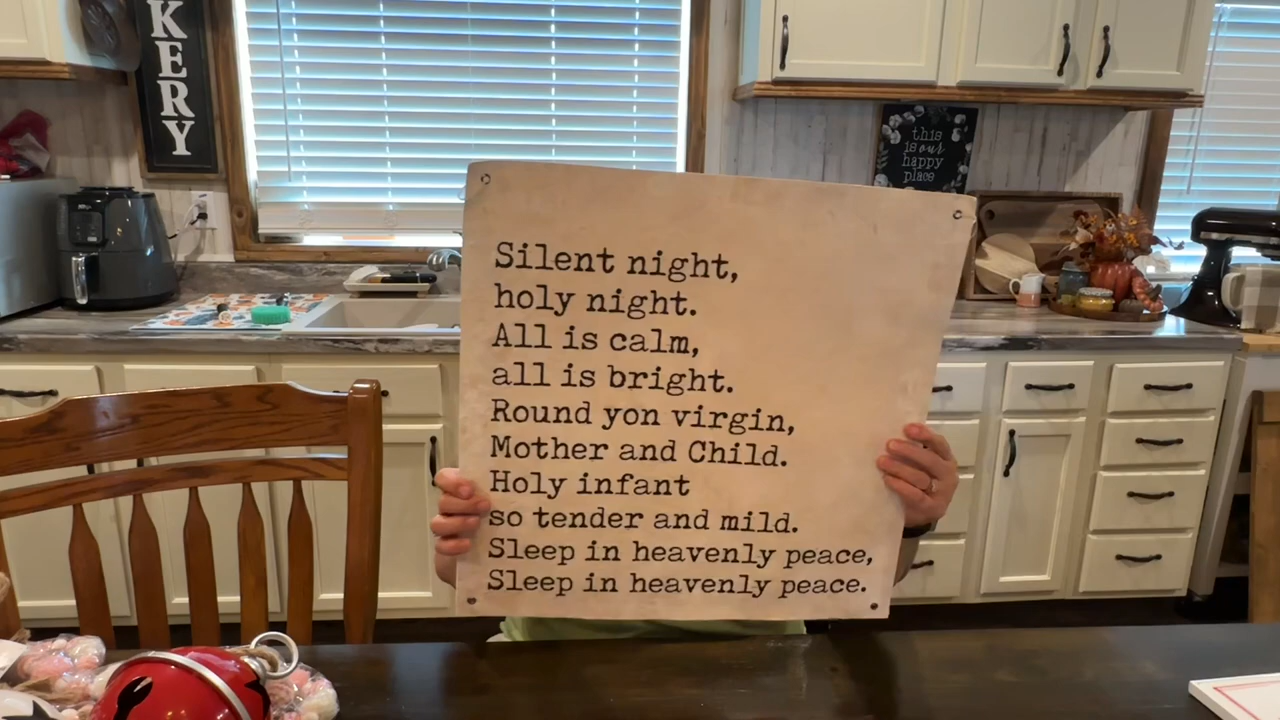 KERY
this
is our
happy
place
Silent night,
holy night.
All is calm,
all is bright.
Round yon virgin,
Mother and Child.
Holy infant
so tender and mild.
Sleep in heavenly peace,
Sleep in heavenly peace.